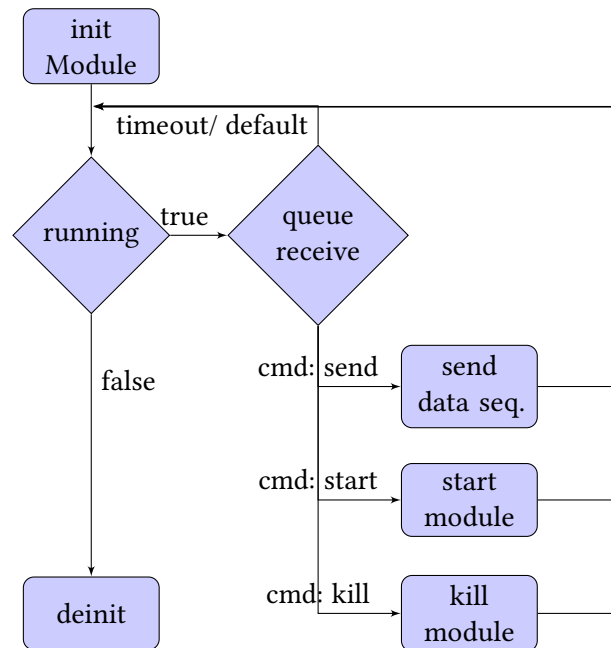 init
Module
timeout/ default
running
true
queue
receive
false
cmd: send
send
data seq.
cmd: start
start
module
deinit
cmd: kill
kill
module